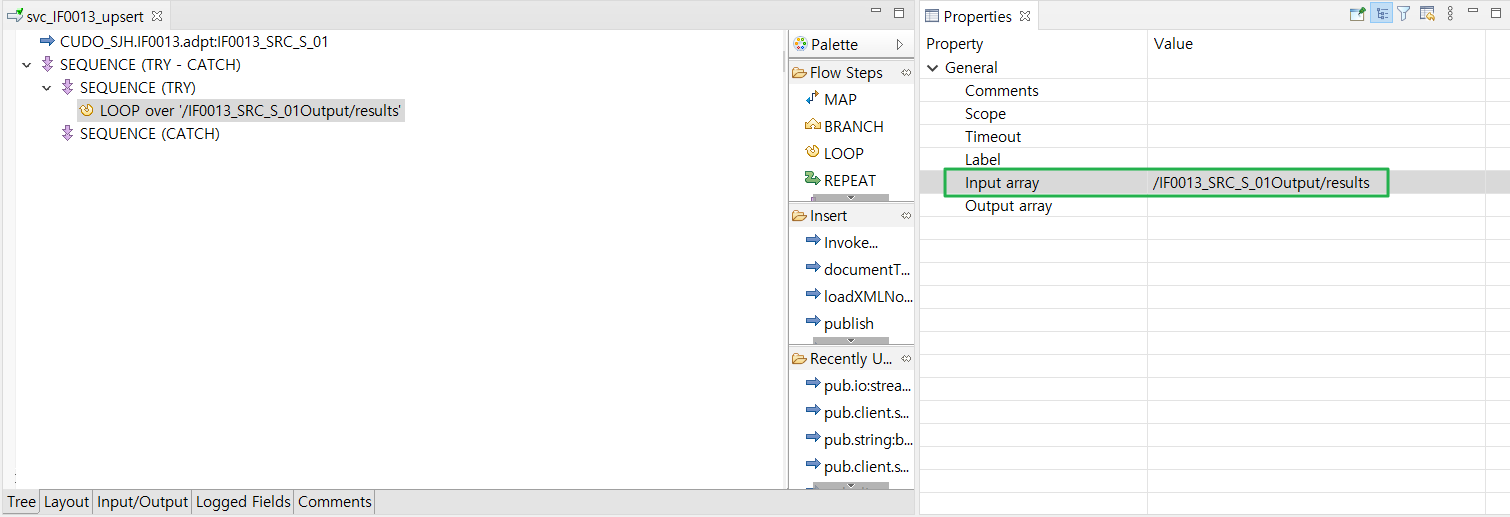 svc_IF0013_upsert
CUDO_SJH.IF0013.adpt:IF0013_SRC_S_01
SEQUENCE (TRY - CATCH)
SEQUENCE (TRY)
LOOP over '/IF0013_SRC_S_01Output/results'
SEQUENCE (CATCH)
Tree
Layout
Input/Output
Logged Fields
Comments
Palette
Flow Steps
MAP
BRANCH
LOOP
REPEAT
Insert
Invoke...
documentT...
loadXMLNo...
publish
Recently U...
pub.io:strea...
pub.client.s...
pub.string:b...
pub.client.s...
Properties
Property Value
General
Comments
Scope
Timeout
Label
Input array /IF0013_SRC_S_01Output/results
Output array